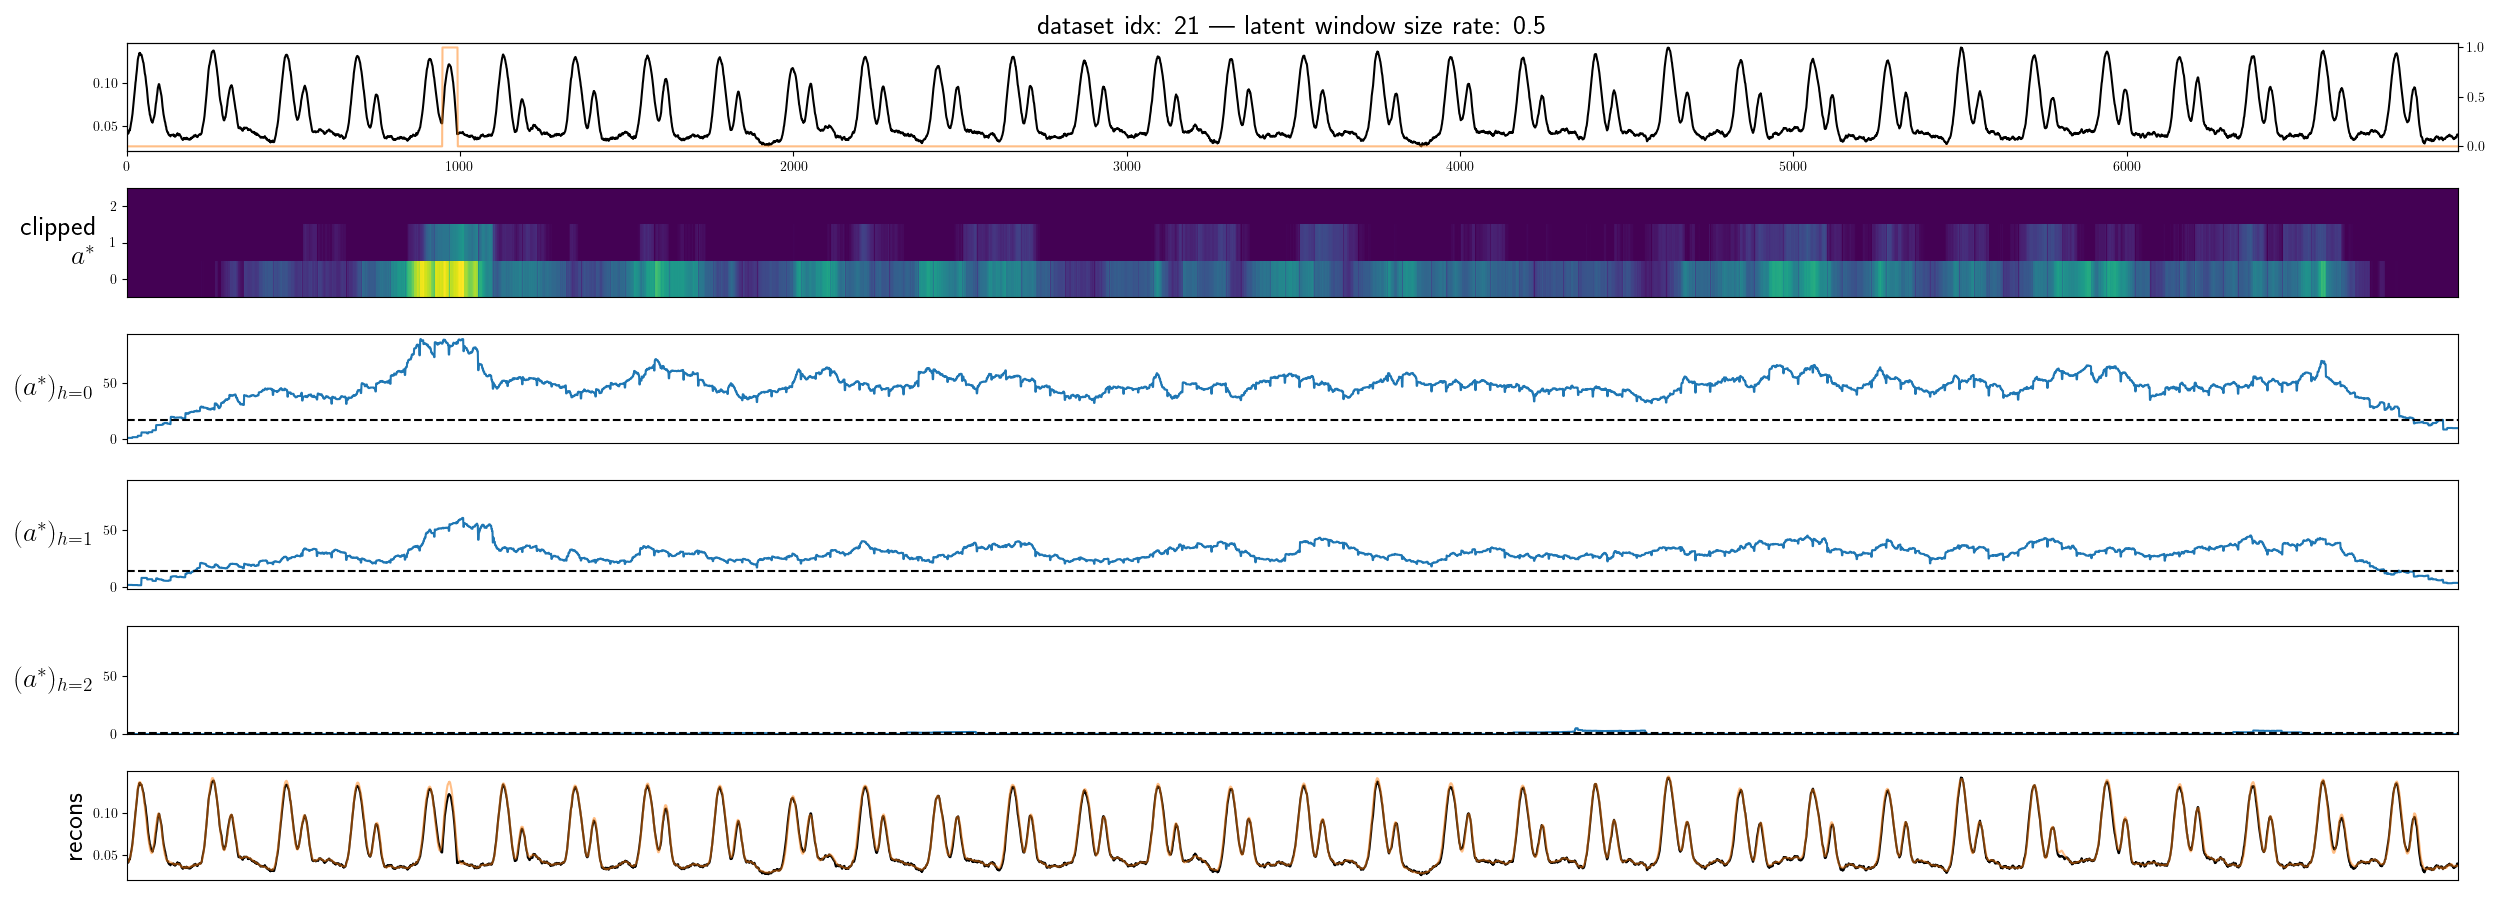 dataset idx: 21 — latent window size rate: 0.5
0.10
0.05
1.0
0.5
0.0
0 1000 2000 3000 4000 5000 6000
clipped
a*
2
1
0
(a*)h=0
50
0
(a*)h=1
50
0
(a*)h=2
50
0
recons
0.10
0.05